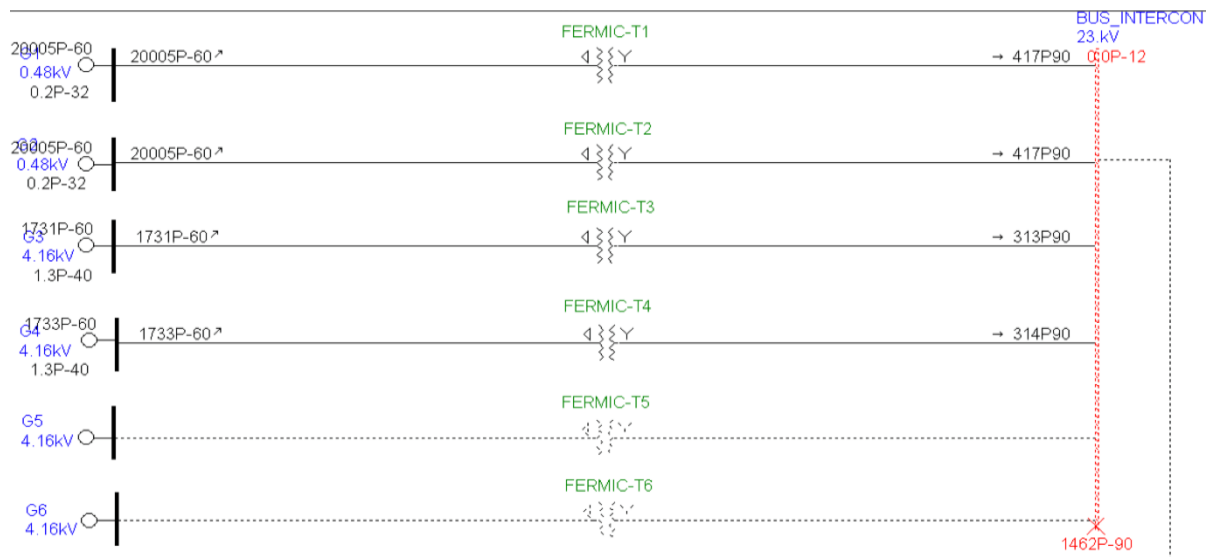 FERMIC-T1
BUS_INTERCON
23.kV
20005P-60
G1
20005P-60↗
→ 417P90
0.0P-12
0.48kV
0.2P-32
FERMIC-T2
20005P-60
G2
20005P-60↗
→ 417P90
0.48kV
0.2P-32
FERMIC-T3
1731P-60
G3
1731P-60↗
→ 313P90
4.16kV
1.3P-40
FERMIC-T4
1733P-60
G4
1733P-60↗
→ 314P90
4.16kV
1.3P-40
FERMIC-T5
G5
4.16kV
FERMIC-T6
G6
4.16kV
1462P-90